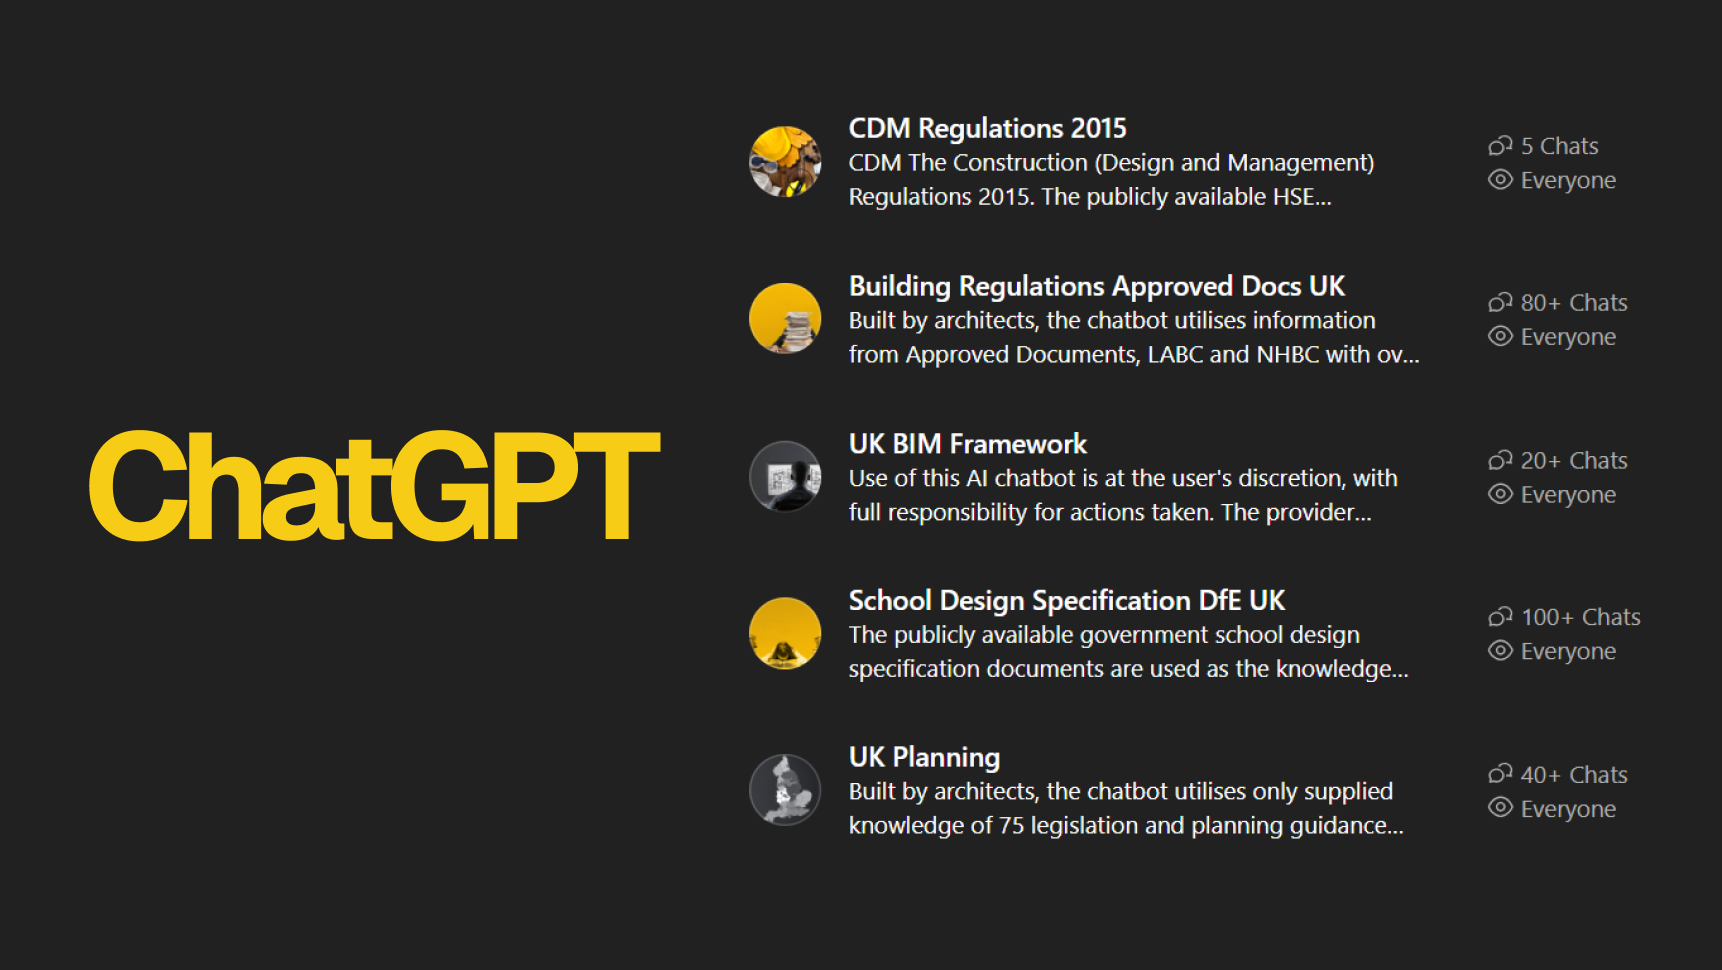 ChatGPT
CDM Regulations 2015
CDM The Construction (Design and Management)
Regulations 2015. The publicly available HSE...
5 Chats
Everyone
Building Regulations Approved Docs UK
Built by architects, the chatbot utilises information
from Approved Documents, LABC and NHBC with ov...
80+ Chats
Everyone
UK BIM Framework
Use of this AI chatbot is at the user's discretion, with
full responsibility for actions taken. The provider...
20+ Chats
Everyone
School Design Specification DfE UK
The publicly available government school design
specification documents are used as the knowledge...
100+ Chats
Everyone
UK Planning
Built by architects, the chatbot utilises only supplied
knowledge of 75 legislation and planning guidance...
40+ Chats
Everyone